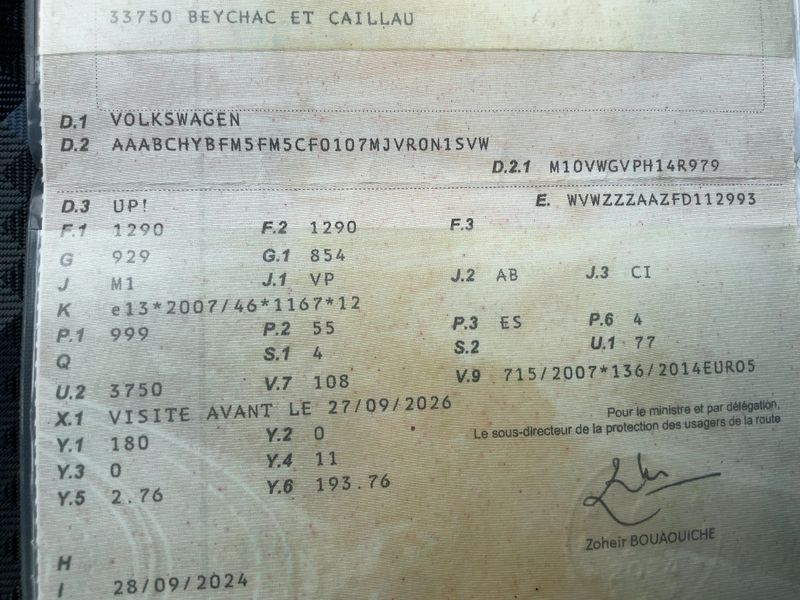 33750 BEYCHAC ET CAILLAU
D.1 VOLKSWAGEN
D.2 AAABCHYBFM5FM5CF0107MJVR0N1SVW
D.2.1 M10VWGVPH14R979
D.3 UP! E. WVWZZZAAZFD112993
F.1 1290 F.2 1290 F.3
G 929 G.1 854
J M1 J.1 VP J.2 AB J.3 CI
K e13*2007/46*1167*12
P.1 999 P.2 55 P.3 ES P.6 4
Q S.1 4 S.2 U.1 77
U.2 3750 V.7 108 V.9 715/2007*136/2014EURO5
X.1 VISITE AVANT LE 27/09/2026
Pour le ministre et par délégation,
Le sous-directeur de la protection des usagers de la route
Y.1 180 Y.2 0
Y.3 0 Y.4 11
Y.5 2.76 Y.6 193.76
Zoheir BOUAOUICHE
H
I 28/09/2024